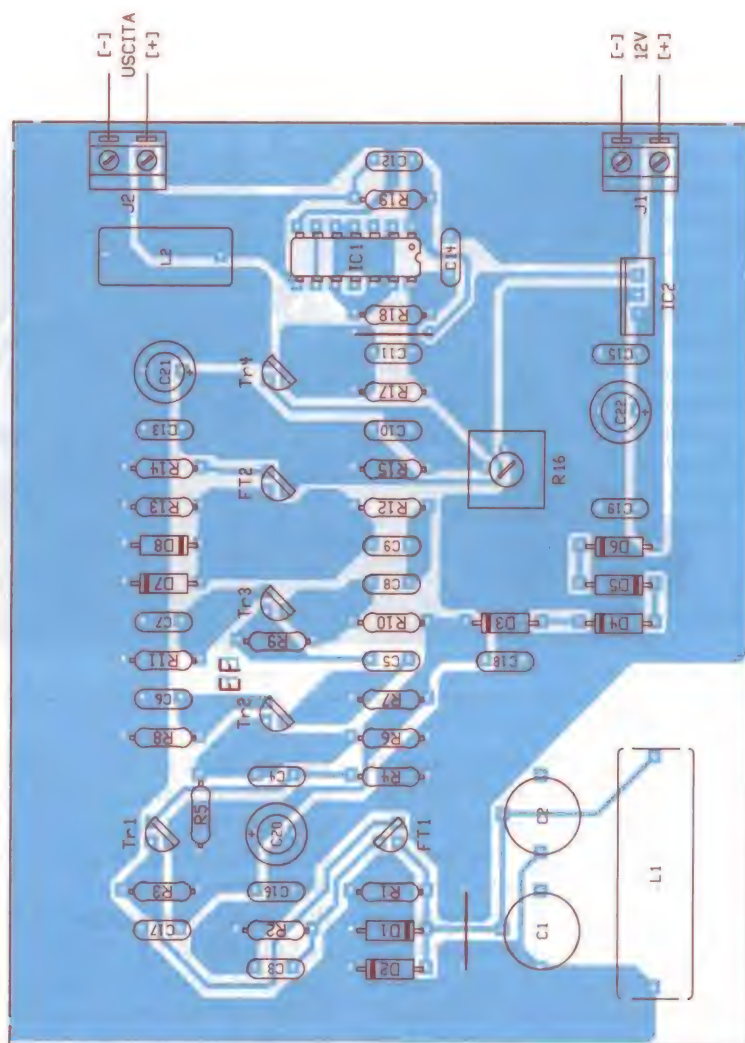 [-]
USCITA
[+]
[-]
12V
[+]
J2
J1
C12
R19
L2
IC1
C14
IC2
R18
C21
+
Tr4
C11
C15
R17
C22
+
C13
C10
R14
FT2
R15
R16
R13
R12
C19
D8
C9
D6
D7
C8
D5
Tr3
C7
R10
D3
D4
R9
R11
C5
C18
EF
C6
Tr2
R7
R8
R6
C4
R4
R5
Tr1
+
C20
FT1
C2
R3
C16
R1
L1
C17
R2
D1
C1
C3
D2